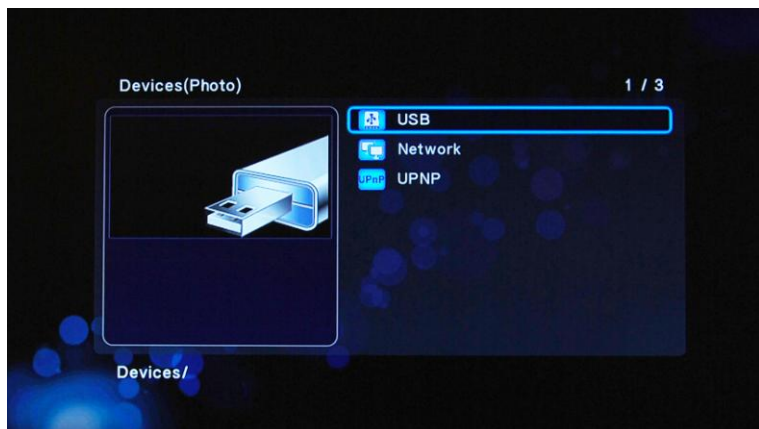 Devices(Photo)
1 / 3
USB
Network
UPnP UPNP
Devices/